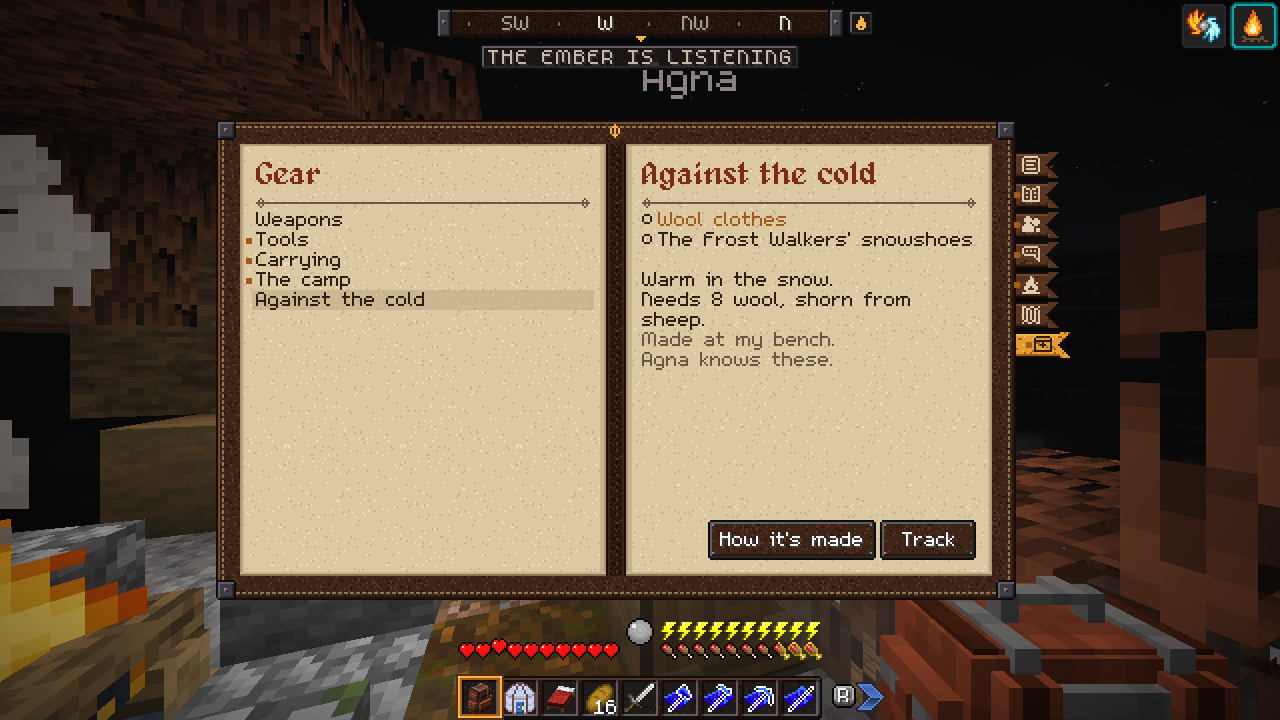 SW W NW N
THE EMBER IS LISTENING
Agna
Gear
Weapons
Tools
Carrying
The camp
Against the cold
Against the cold
Wool clothes
The Frost Walkers' snowshoes
Warm in the snow.
Needs 8 wool, shorn from
sheep.
Made at my bench.
Agna knows these.
How it's made
Track
16
R